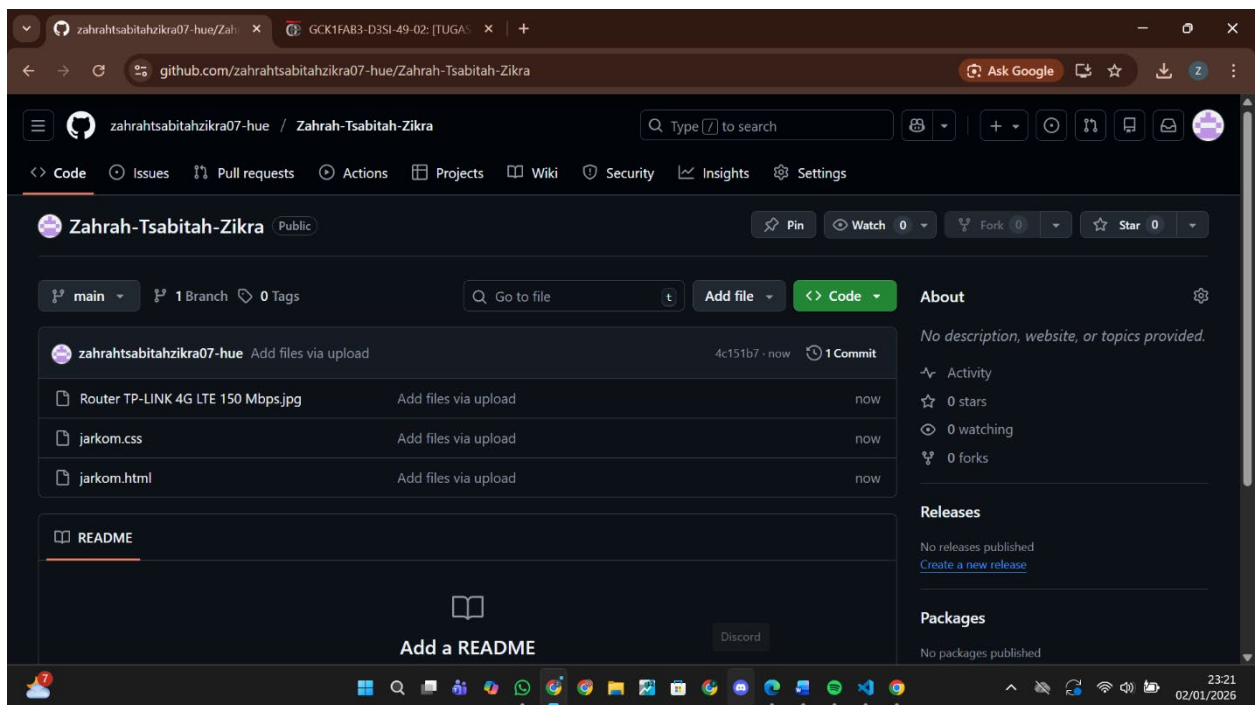 zahrahtsabitahzikra07-hue/Zah
GCK1FAB3-D3SI-49-02: [TUGAS
github.com/zahrahtsabitahzikra07-hue/Zahrah-Tsabitah-Zikra
Ask Google
Z
zahrahtsabitahzikra07-hue / Zahrah-Tsabitah-Zikra
Type / to search
Code Issues Pull requests Actions Projects Wiki Security Insights Settings
Zahrah-Tsabitah-Zikra Public
Pin Watch 0 Fork 0 Star 0
main 1 Branch 0 Tags
Go to file t
Add file Code
zahrahtsabitahzikra07-hue Add files via upload 4c151b7 · now 1 Commit
Router TP-LINK 4G LTE 150 Mbps.jpg Add files via upload now
jarkom.css Add files via upload now
jarkom.html Add files via upload now
README
Add a README
About
No description, website, or topics provided.
Activity
0 stars
0 watching
0 forks
Releases
No releases published
Create a new release
Packages
No packages published
Discord
7
23:21
02/01/2026